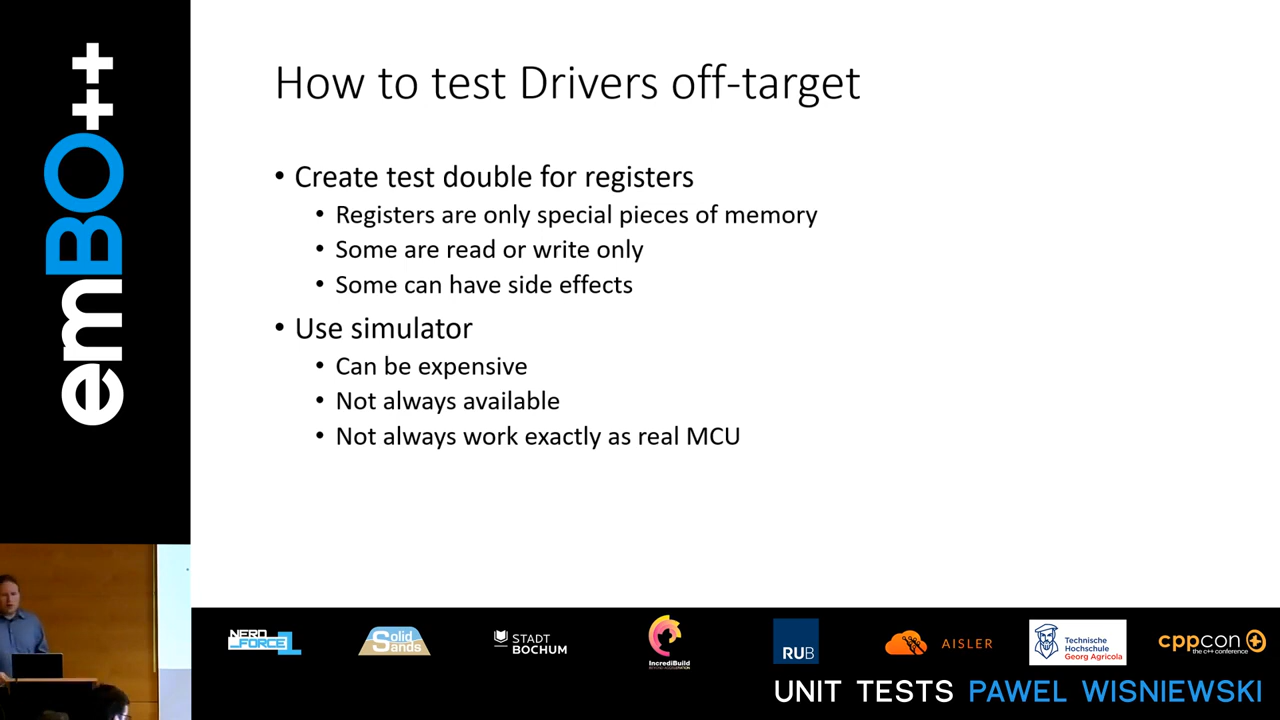 emBO++
How to test Drivers off-target
• Create test double for registers
• Registers are only special pieces of memory
• Some are read or write only
• Some can have side effects
• Use simulator
• Can be expensive
• Not always available
• Not always work exactly as real MCU
NERD
FORCE1
Solid
Sands
STADT
BOCHUM
IncrediBuild
RUB
AISLER
Technische
Hochschule
Georg Agricola
cppcon
the c++ conference
UNIT TESTS PAWEL WISNIEWSKI